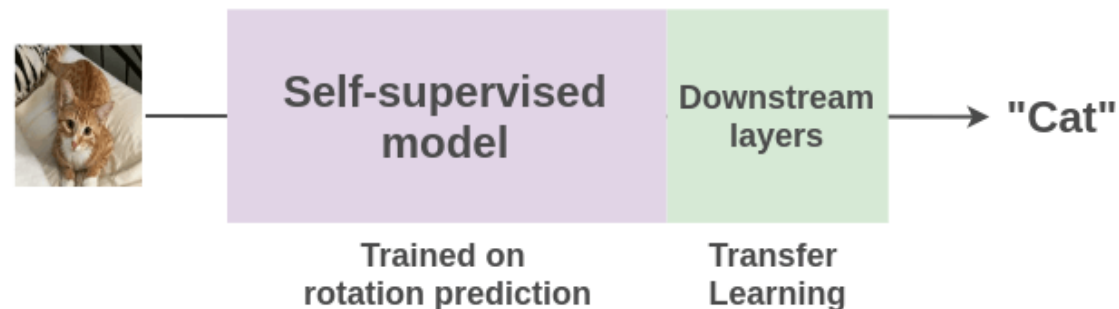 Self-supervised
model
Downstream
layers
"Cat"
Trained on
rotation prediction
Transfer
Learning